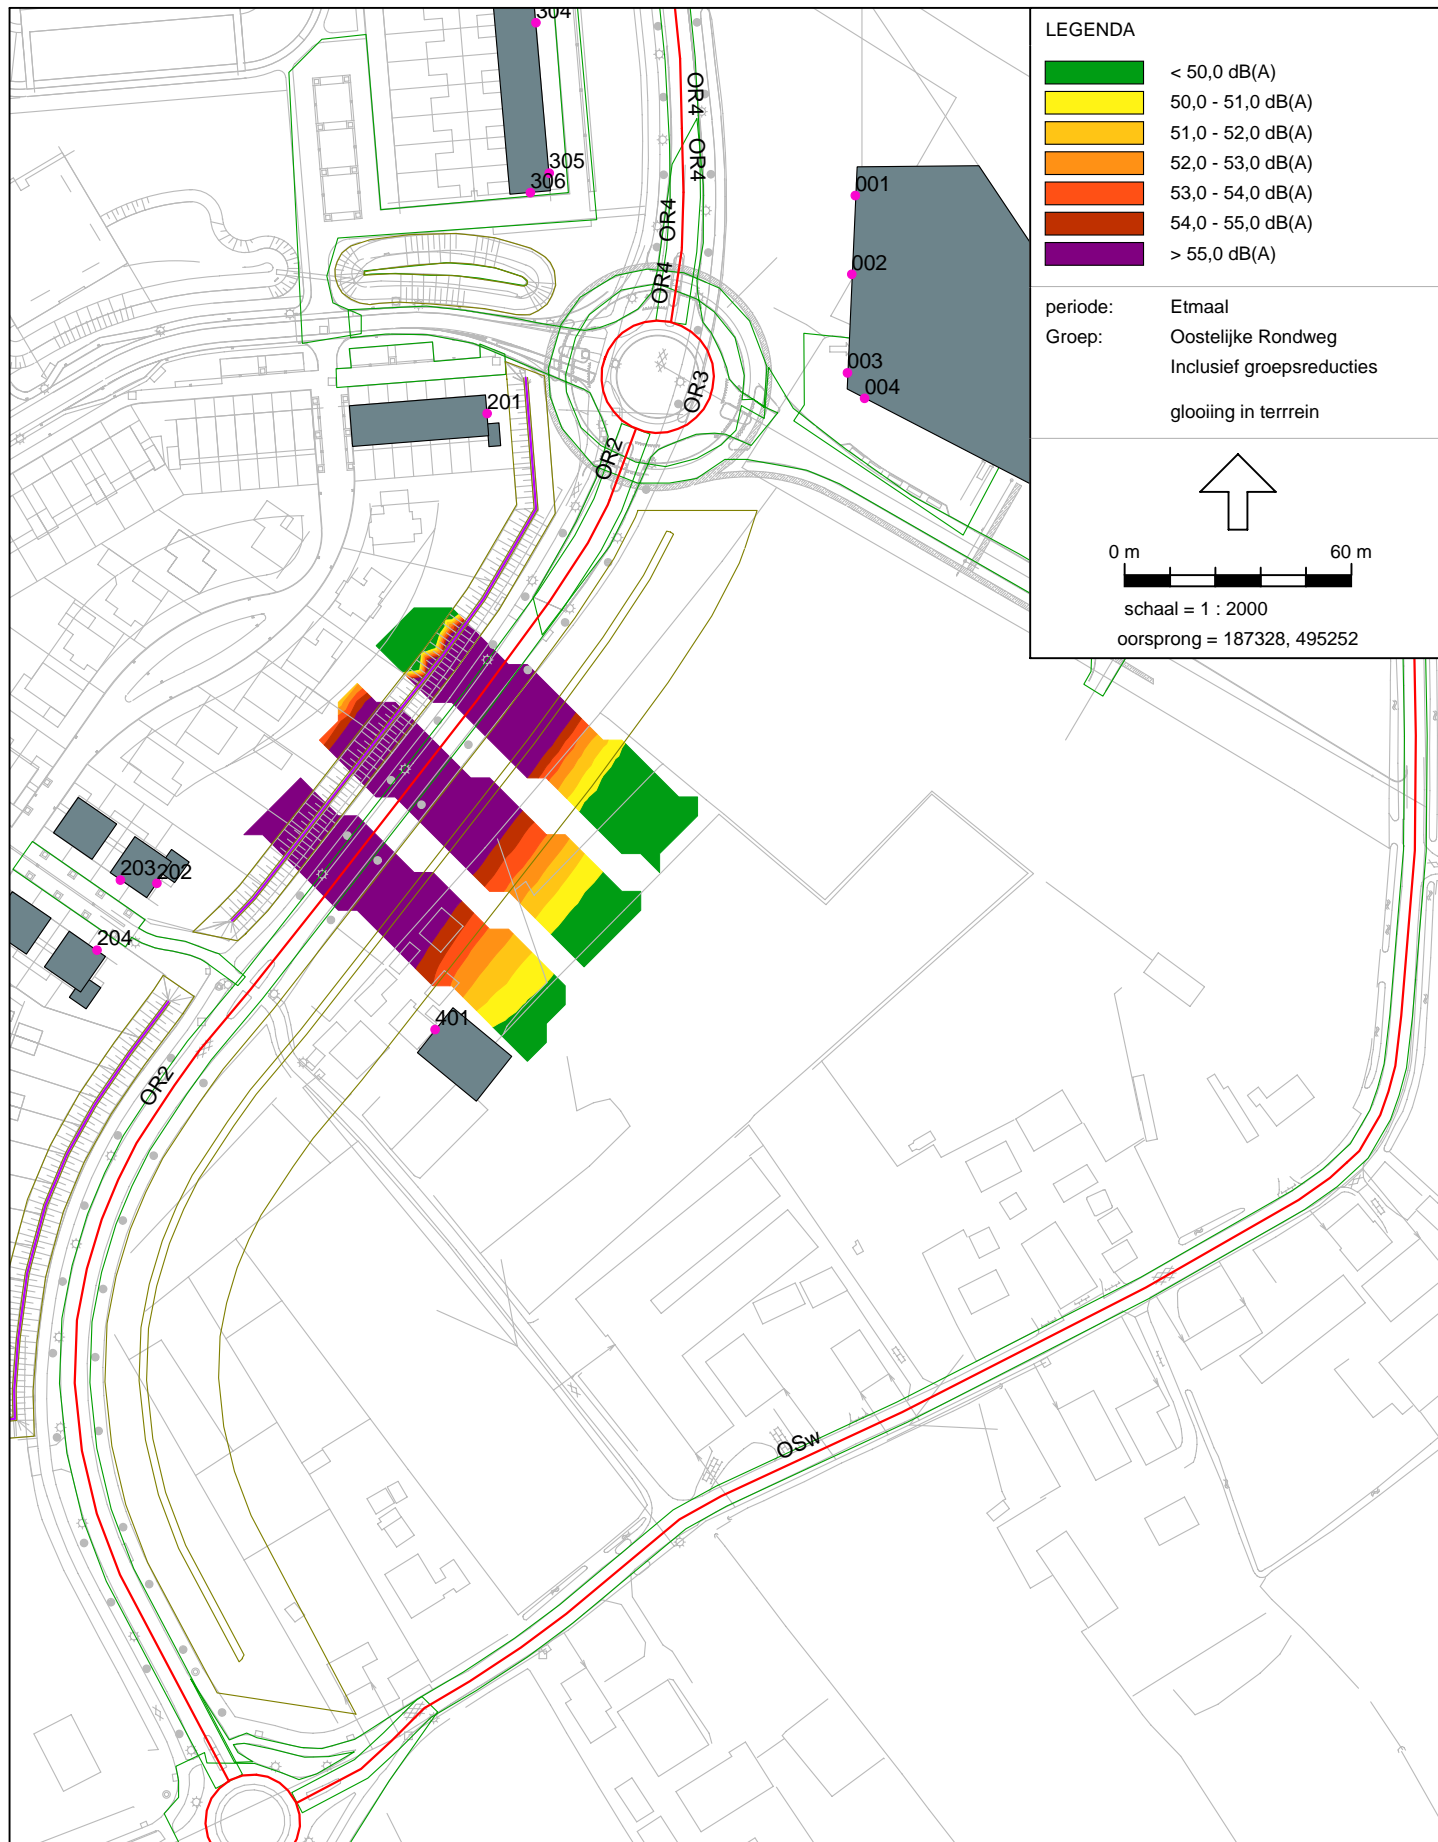 LEGENDA
< 50,0 dB(A)
50,0 - 51,0 dB(A)
51,0 - 52,0 dB(A)
52,0 - 53,0 dB(A)
53,0 - 54,0 dB(A)
54,0 - 55,0 dB(A)
> 55,0 dB(A)
periode: Etmaal
Groep: Oostelijke Rondweg
Inclusief groepsreducties
glooiing in terrrein
0 m 60 m
schaal = 1 : 2000
oorsprong = 187328, 495252
304
305
306
OR4
OR4
OR4
OR4
001
002
003
004
OR3
201
OR2
203
202
204
401
OR2
OSw